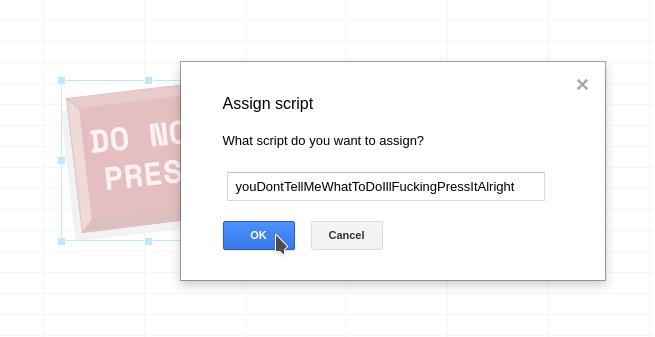 Assign script
What script do you want to assign?
youDontTellMeWhatToDoIllFuckingPressItAlright
OK
Cancel
DO NO
PRES